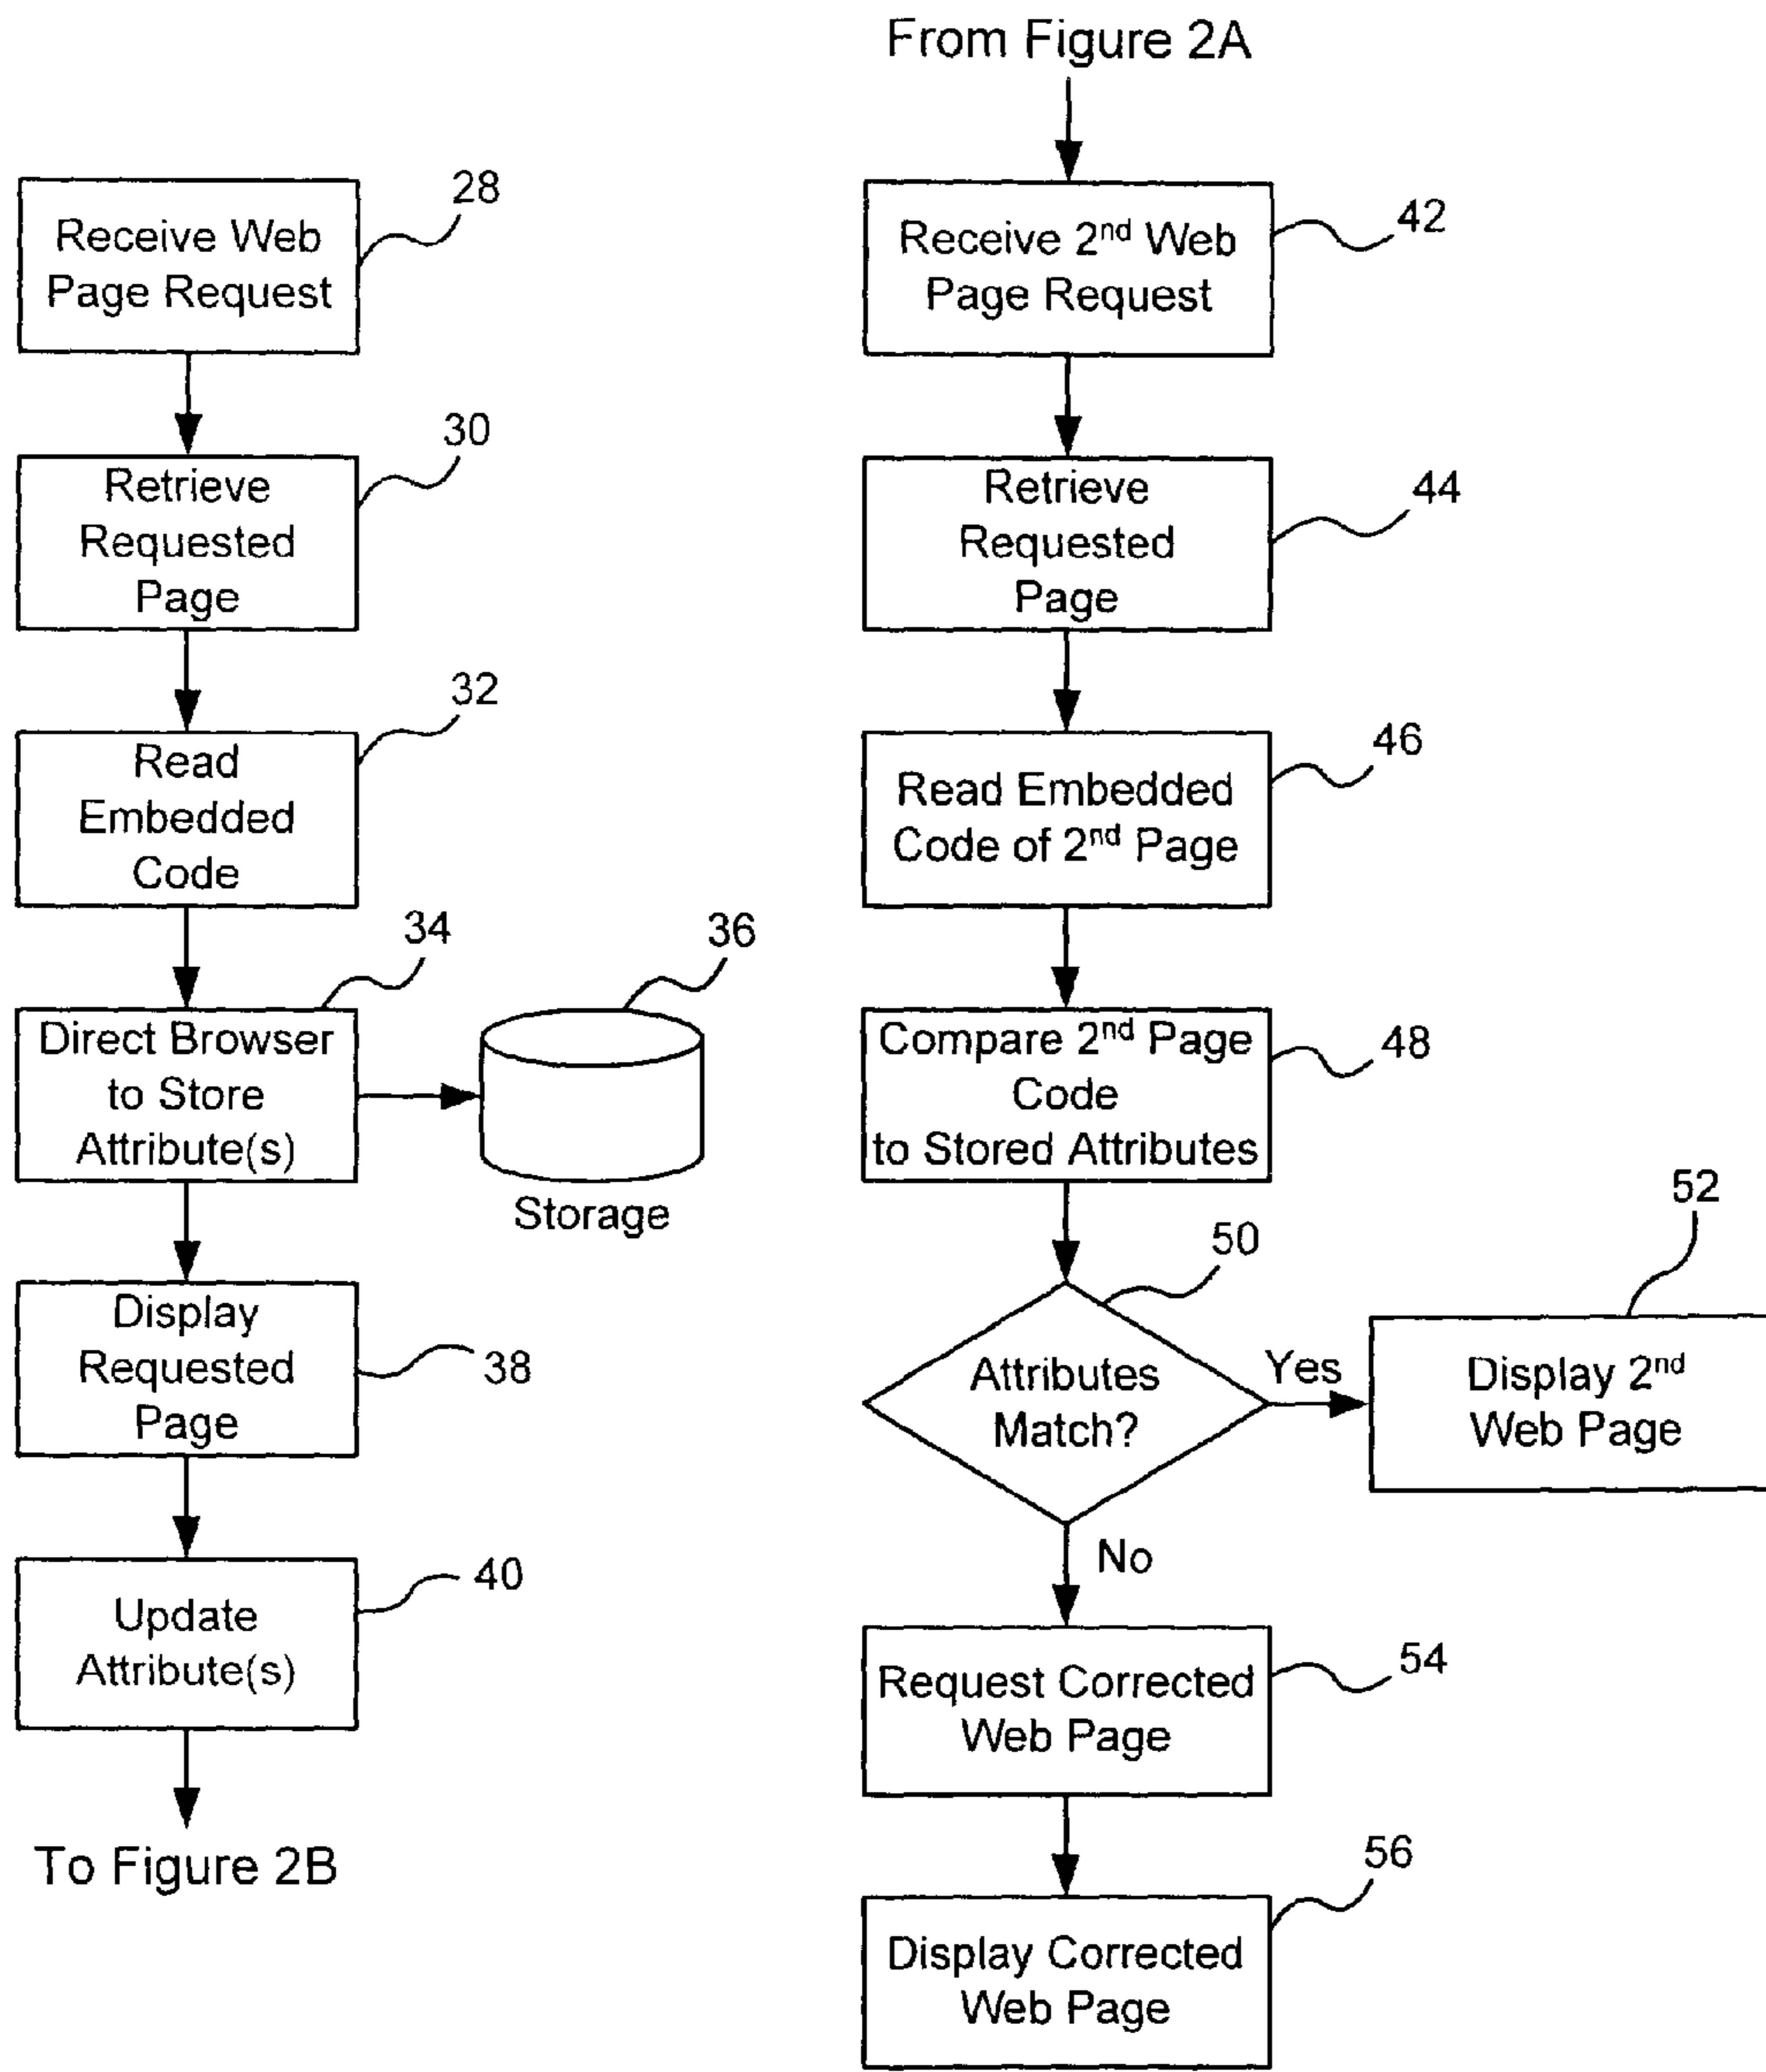 Receive Web
Page Request
28
Retrieve
Requested
Page
30
Read
Embedded
Code
32
Direct Browser
to Store
Attribute(s)
34
36
Storage
Display
Requested
Page
38
Update
Attribute(s)
40
To Figure 2B
From Figure 2A
Receive 2nd Web
Page Request
42
Retrieve
Requested
Page
44
Read Embedded
Code of 2nd Page
46
Compare 2nd Page
Code
to Stored Attributes
48
Attributes
Match?
50
Yes
Display 2nd
Web Page
52
No
Request Corrected
Web Page
54
Display Corrected
Web Page
56